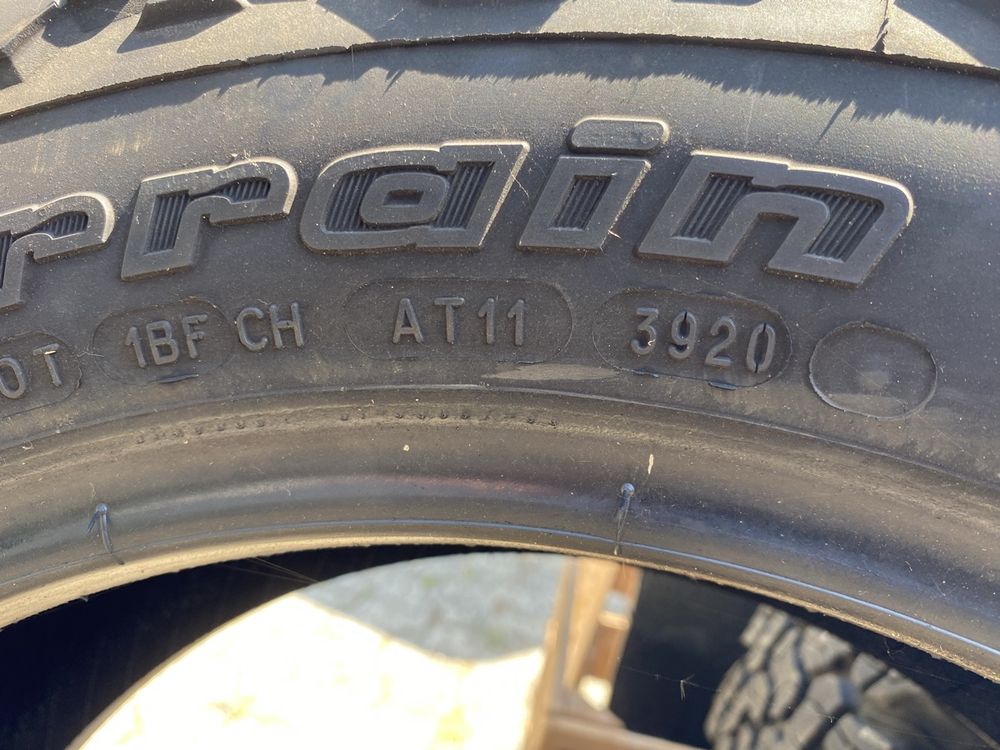 rrain
OT 1BF CH AT11 3920